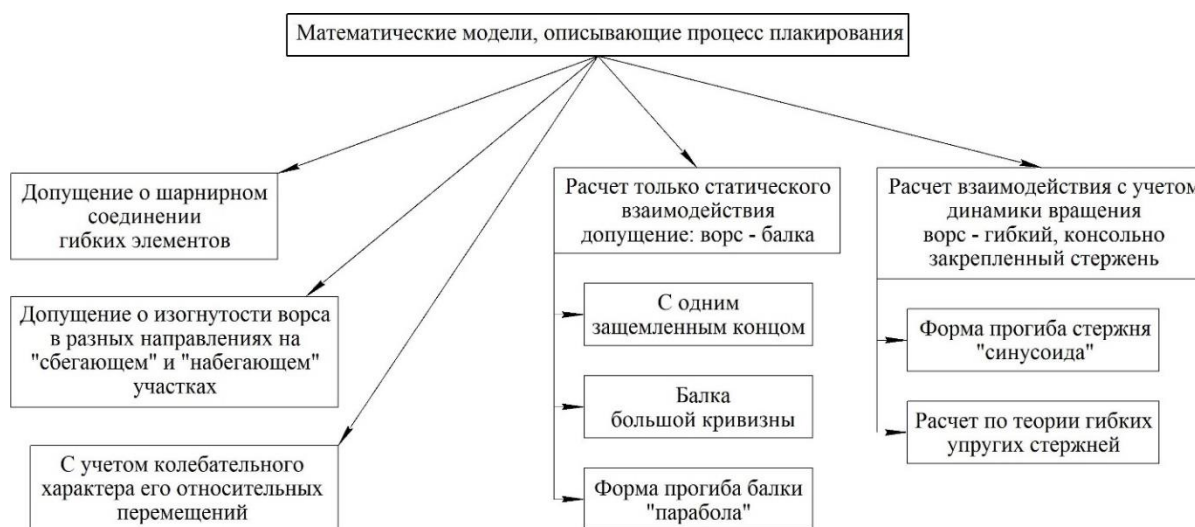 Математические модели, описывающие процесс плакирования
Допущение о шарнирном
соединении
гибких элементов
Допущение о изогнутости ворса
в разных направлениях на
"сбегающем" и "набегающем"
участках
С учетом колебательного
характера его относительных
перемещений
Расчет только статического
взаимодействия
допущение: ворс - балка
С одним
защемленным концом
Балка
большой кривизны
Форма прогиба балки
"парабола"
Расчет взаимодействия с учетом
динамики вращения
ворс - гибкий, консольно
закрепленный стержень
Форма прогиба стержня
"синусоида"
Расчет по теории гибких
упругих стержней